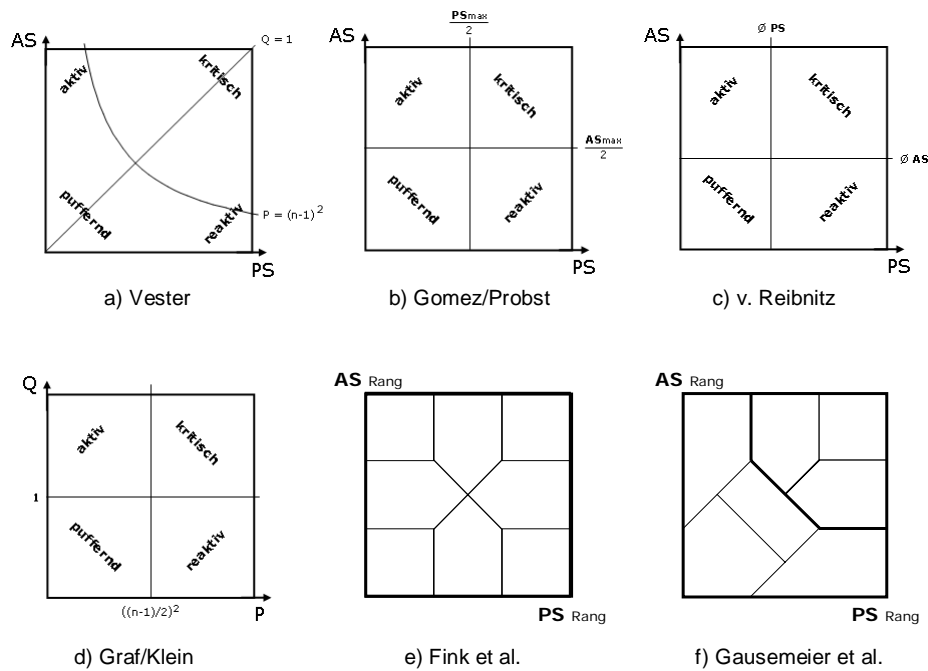 AS
Q = 1
aktiv
kritisch
puffernd
reaktiv
P = (n-1)²
PS
a) Vester
PSmax
2
AS
aktiv
kritisch
ASmax
2
puffernd
reaktiv
PS
b) Gomez/Probst
Ø PS
AS
aktiv
kritisch
Ø AS
puffernd
reaktiv
PS
c) v. Reibnitz
Q
aktiv
kritisch
1
puffernd
reaktiv
((n-1)/2)²
P
d) Graf/Klein
AS Rang
PS Rang
e) Fink et al.
AS Rang
PS Rang
f) Gausemeier et al.